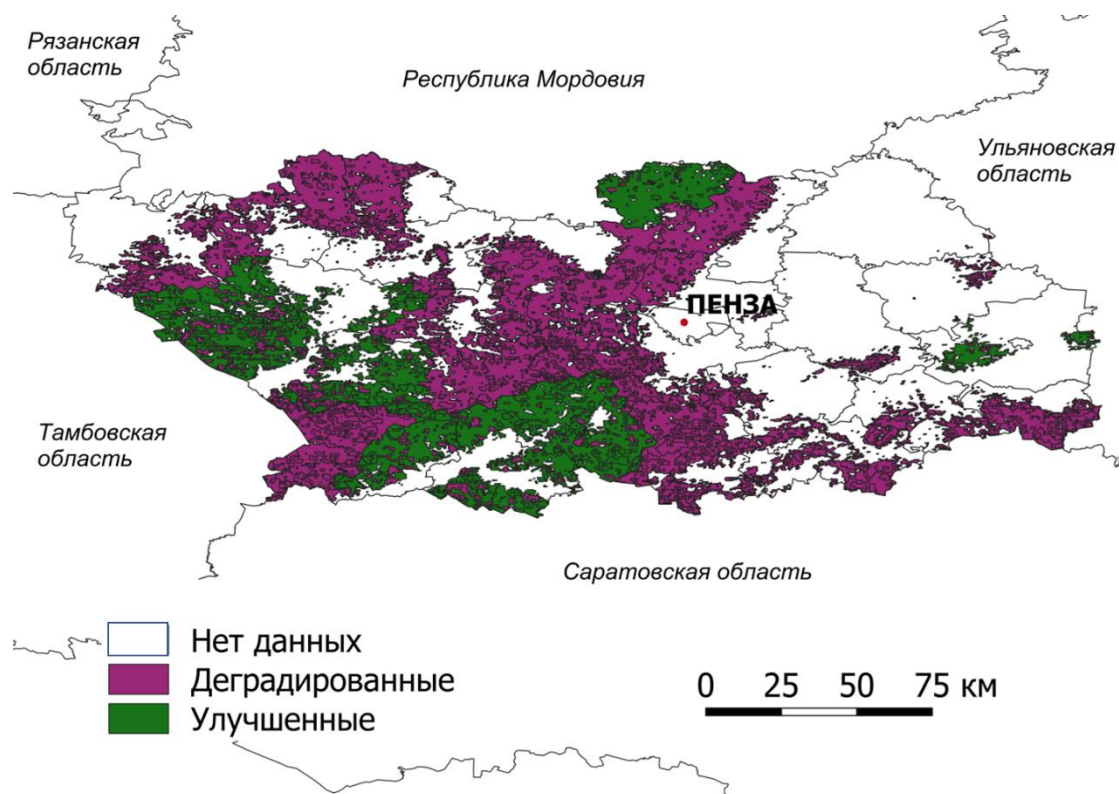 Рязанская
область
Республика Мордовия
Ульяновская
область
ПЕНЗА
Тамбовская
область
Саратовская область
Нет данных
Деградированные
Улучшенные
0 25 50 75 км